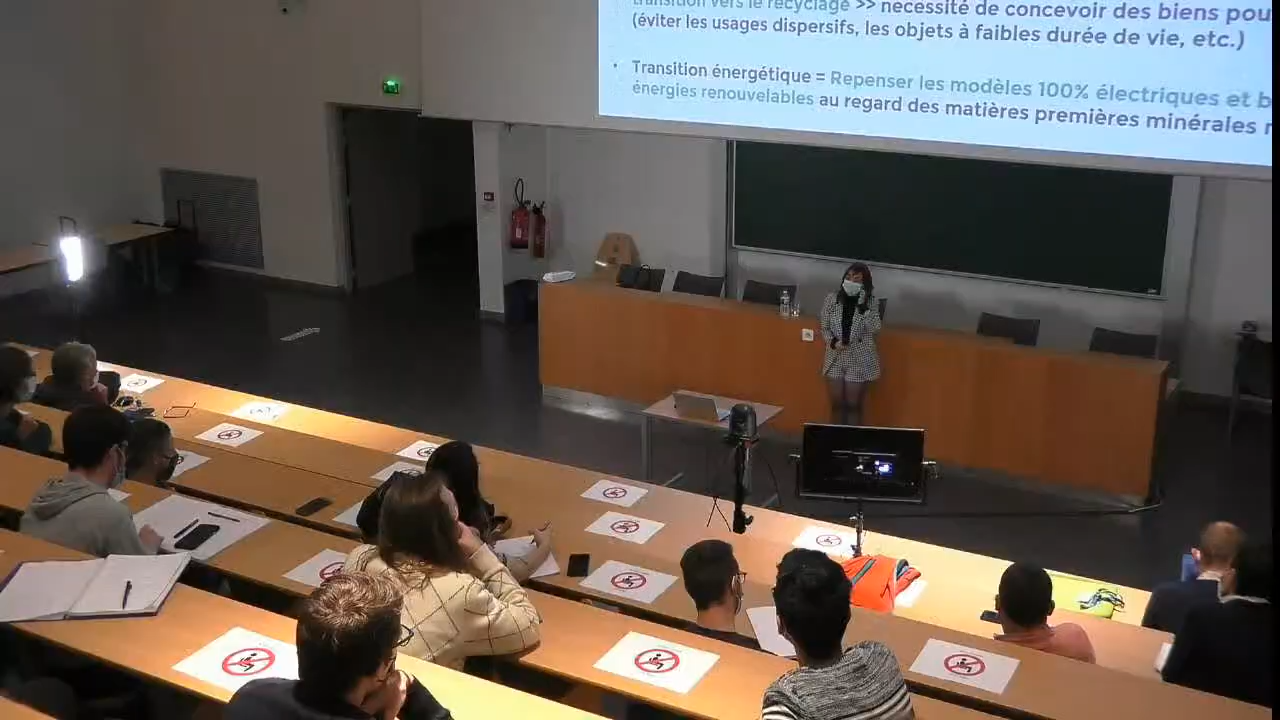 transition vers le recyclage >> nécessité de concevoir des biens pou
(éviter les usages dispersifs, les objets à faibles durée de vie, etc.)
• Transition énergétique = Repenser les modèles 100% électriques et b
énergies renouvelables au regard des matières premières minérales